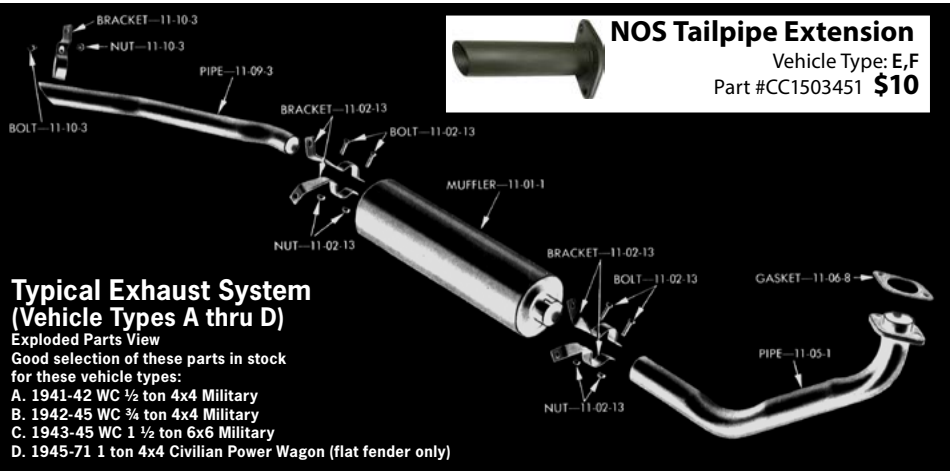 BRACKET—11-10-3
NUT—11-10-3
PIPE—11-09-3
BOLT—11-10-3
NOS Tailpipe Extension
Vehicle Type: E,F
Part #CC1503451 $10
BRACKET—11-02-13
BOLT—11-02-13
MUFFLER—11-01-1
NUT—11-02-13
BRACKET—11-02-13
BOLT—11-02-13
GASKET—11-06-8
PIPE—11-05-1
NUT—11-02-13
Typical Exhaust System
(Vehicle Types A thru D)
Exploded Parts View
Good selection of these parts in stock
for these vehicle types:
A. 1941-42 WC ½ ton 4x4 Military
B. 1942-45 WC ¾ ton 4x4 Military
C. 1943-45 WC 1 ½ ton 6x6 Military
D. 1945-71 1 ton 4x4 Civilian Power Wagon (flat fender only)